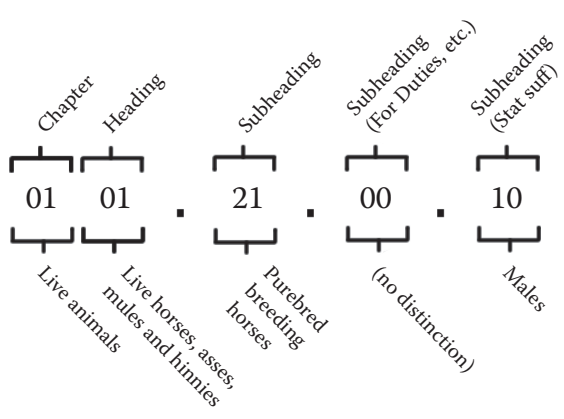 Chapter
Heading
Subheading
Subheading
(For Duties, etc.)
Subheading
(Stat suff)
01 01 . 21 . 00 . 10
Live animals
Live horses, asses,
mules and hinnies
Purebred
breeding
horses
(no distinction)
Males